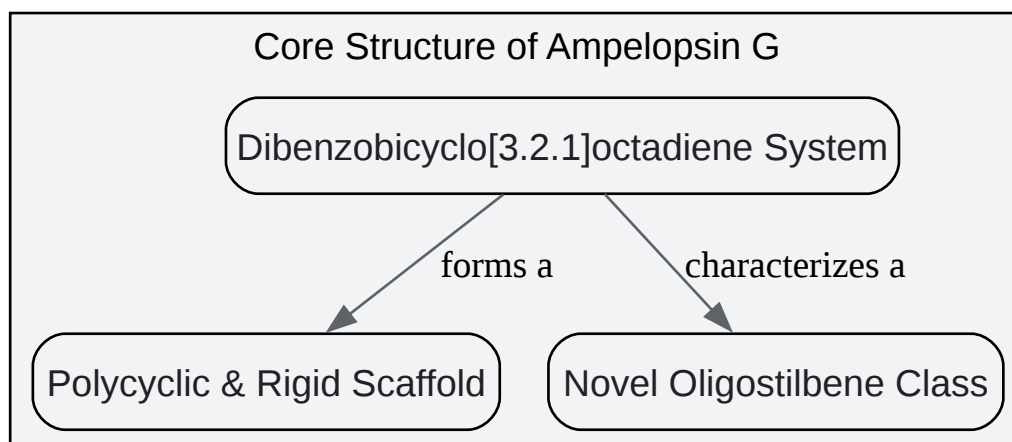 Core Structure of Ampelopsin G
Dibenzobicyclo[3.2.1]octadiene System
forms a
characterizes a
Polycyclic & Rigid Scaffold
Novel Oligostilbene Class